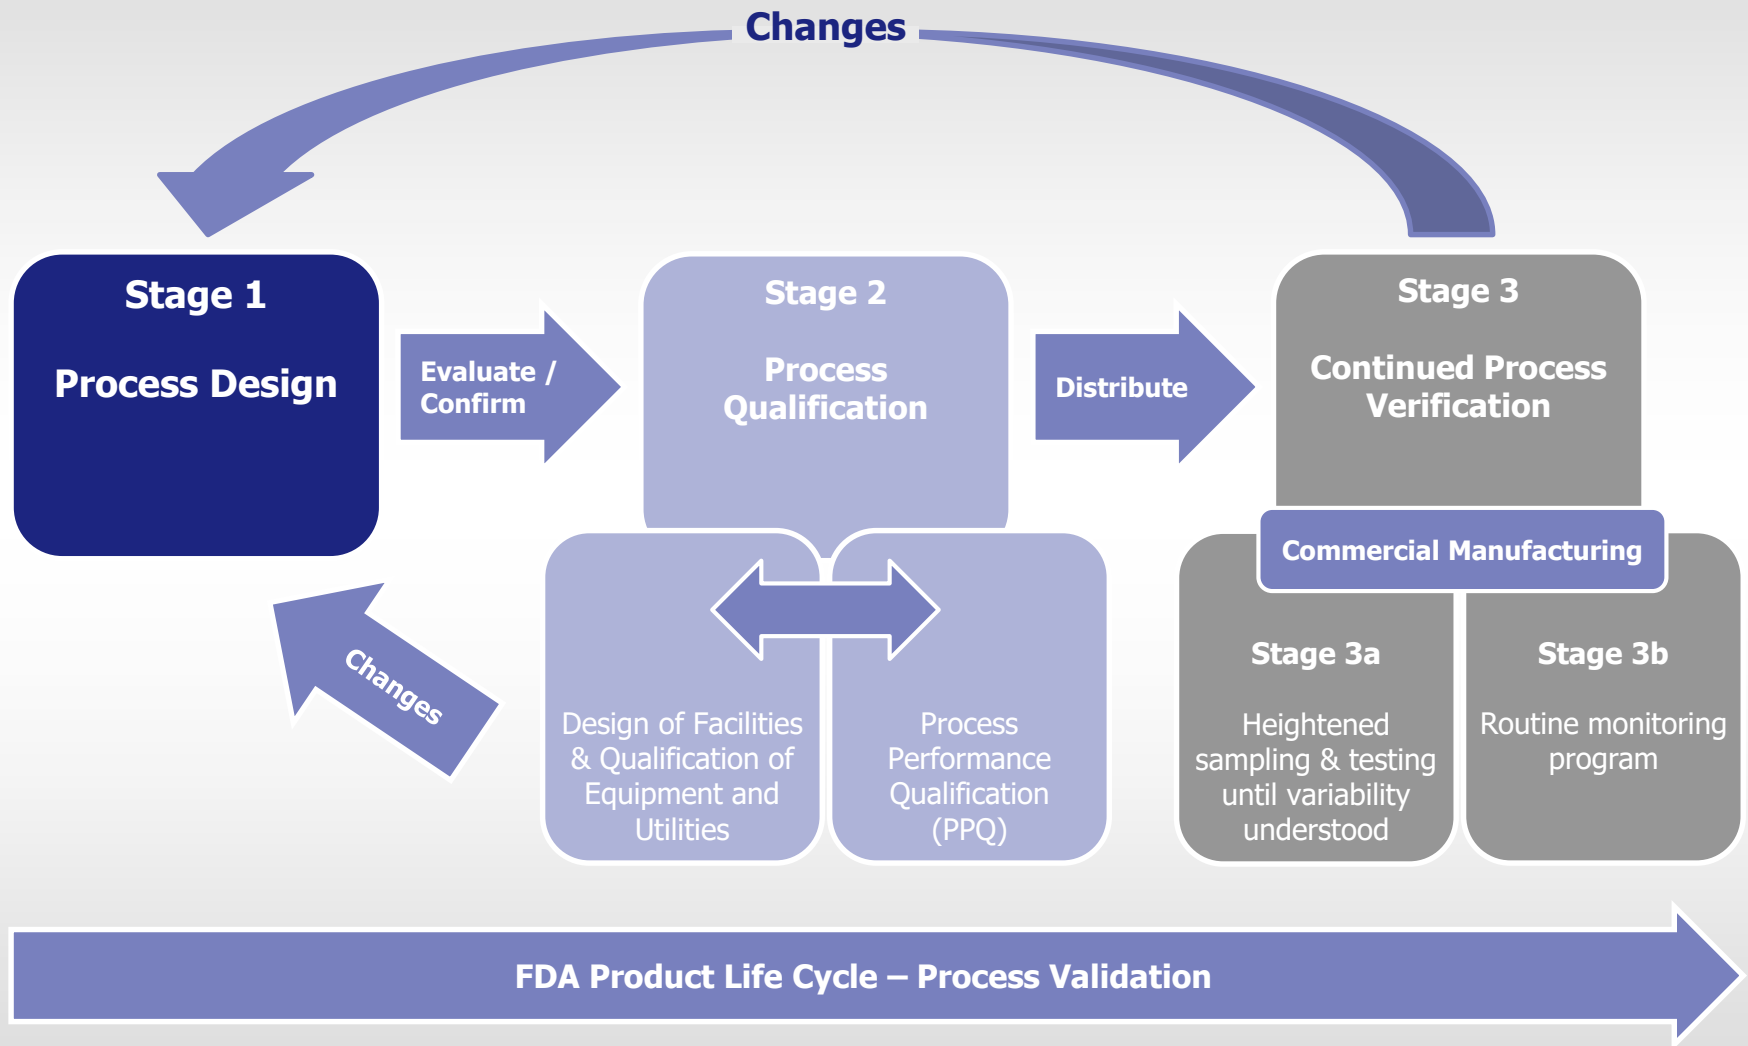 Changes
Stage 1
Process Design
Evaluate /
Confirm
Stage 2
Process
Qualification
Distribute
Stage 3
Continued Process
Verification
Commercial Manufacturing
Changes
Design of Facilities
& Qualification of
Equipment and
Utilities
Process
Performance
Qualification
(PPQ)
Stage 3a
Heightened
sampling & testing
until variability
understood
Stage 3b
Routine monitoring
program
FDA Product Life Cycle – Process Validation